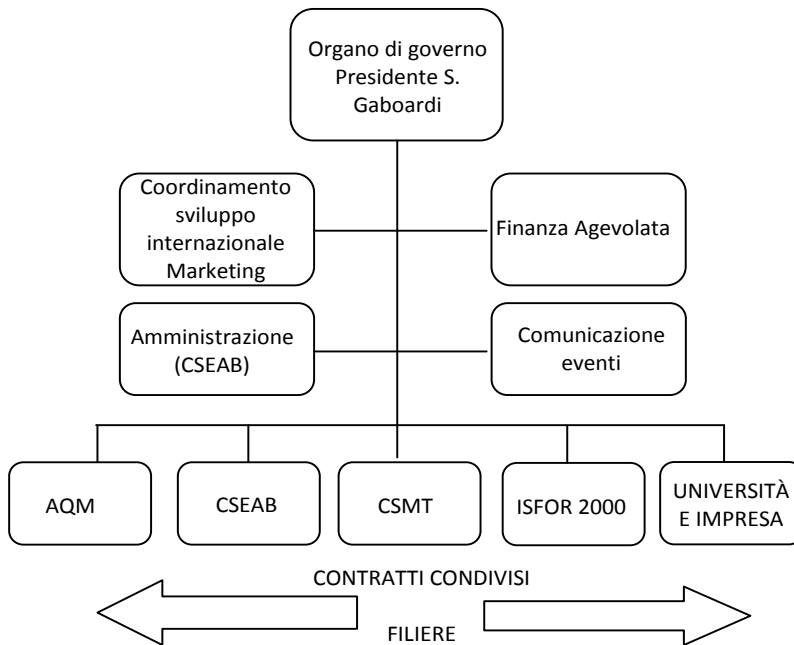 Organo di governo
Presidente S.
Gaboardi
Coordinamento
sviluppo
internazionale
Marketing
Finanza Agevolata
Amministrazione
(CSEAB)
Comunicazione
eventi
AQM
CSEAB
CSMT
ISFOR 2000
UNIVERSITÀ
E IMPRESA
CONTRATTI CONDIVISI
FILIERE